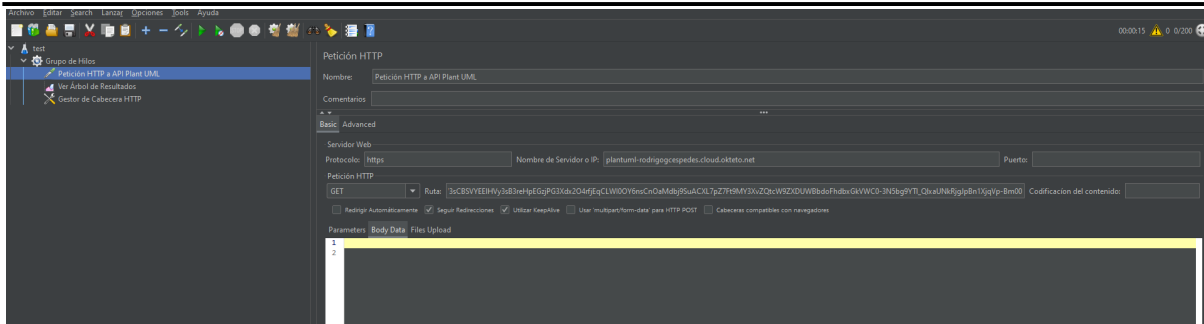 Archivo Editar Search Lanzar Opciones Tools Ayuda
00:00:15 0 0/200
test
Grupo de Hilos
Petición HTTP a API Plant UML
Ver Árbol de Resultados
Gestor de Cabecera HTTP
Petición HTTP
Nombre: Petición HTTP a API Plant UML
Comentarios
Basic Advanced
Servidor Web
Protocolo: https Nombre de Servidor o IP: plantuml-rodrigogcespedes.cloud.okteto.net Puerto:
Petición HTTP
GET Ruta: Codificacíon del contenido:
Redirigir Automáticamente Seguir Redirecciones Utilizar KeepAlive Usar 'multipart/form-data' para HTTP POST Cabeceras compatibles con navegadores
Parameters Body Data Files Upload
1
2